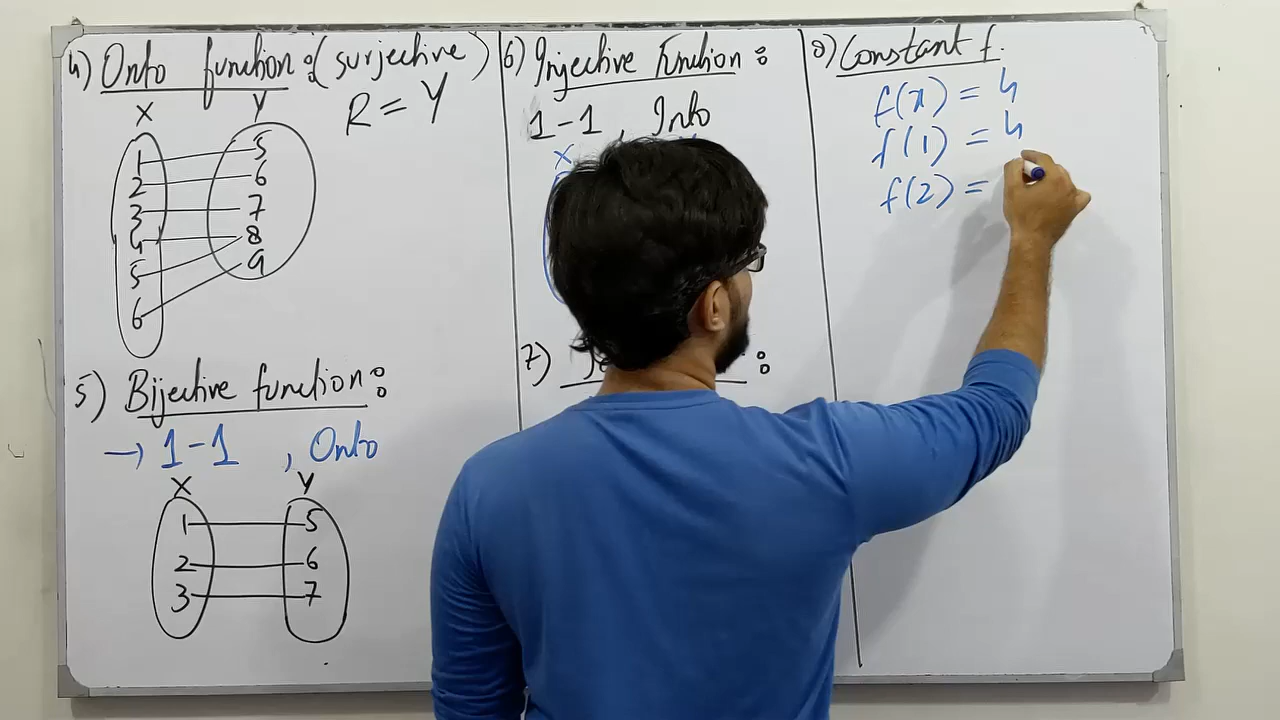 4) Onto function : (surjective)
R = Y
X Y
1 5
2 6
3 7
4 8
5 9
6
5) Bijective function :
→ 1-1 , Onto
X Y
1 5
2 6
3 7
6) Injective Function :
1-1 , Into
X
7) :
8) Constant f.
f(x) = 4
f(1) = 4
f(2) =